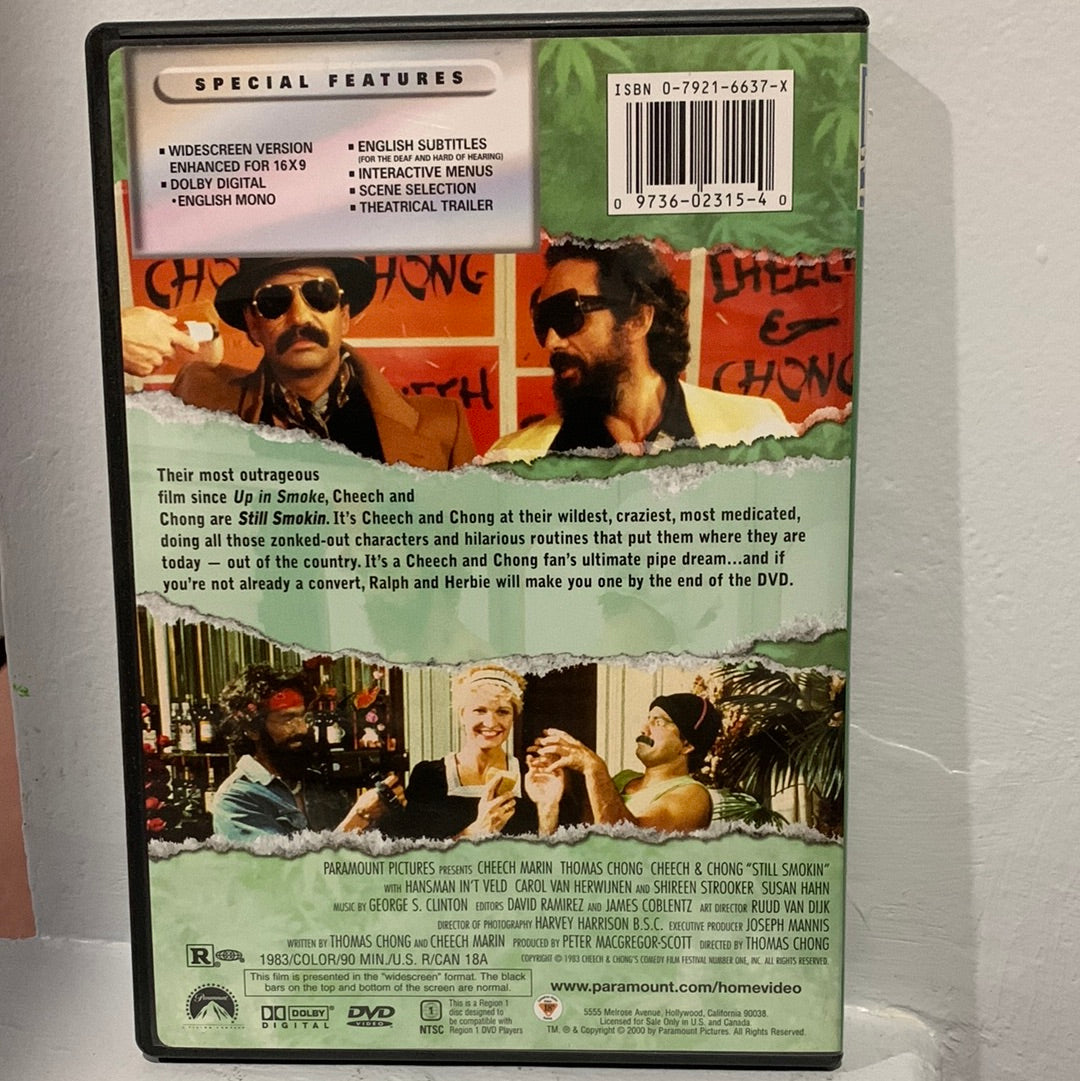 SPECIAL FEATURES
▪ WIDESCREEN VERSION
ENHANCED FOR 16X9
▪ DOLBY DIGITAL
•ENGLISH MONO
▪ ENGLISH SUBTITLES
(FOR THE DEAF AND HARD OF HEARING)
▪ INTERACTIVE MENUS
▪ SCENE SELECTION
▪ THEATRICAL TRAILER
ISBN 0-7921-6637-X
0 9736-02315-4 0
CHO HONG
CHEECH
&
CHONG
Their most outrageous
film since Up in Smoke, Cheech and
Chong are Still Smokin. It's Cheech and Chong at their wildest, craziest, most medicated,
doing all those zonked-out characters and hilarious routines that put them where they are
today — out of the country. It's a Cheech and Chong fan's ultimate pipe dream...and if
you're not already a convert, Ralph and Herbie will make you one by the end of the DVD.
PARAMOUNT PICTURES PRESENTS CHEECH MARIN THOMAS CHONG CHEECH & CHONG "STILL SMOKIN"
WITH HANSMAN IN'T VELD CAROL VAN HERWIJNEN AND SHIREEN STROOKER SUSAN HAHN
MUSIC BY GEORGE S. CLINTON EDITORS DAVID RAMIREZ AND JAMES COBLENTZ ART DIRECTOR RUUD VAN DIJK
DIRECTOR OF PHOTOGRAPHY HARVEY HARRISON B.S.C. EXECUTIVE PRODUCER JOSEPH MANNIS
WRITTEN BY THOMAS CHONG AND CHEECH MARIN PRODUCED BY PETER MACGREGOR-SCOTT DIRECTED BY THOMAS CHONG
R
1983/COLOR/90 MIN./U.S. R/CAN 18A
COPYRIGHT © 1983 CHEECH & CHONG'S COMEDY FILM FESTIVAL NUMBER ONE, INC. ALL RIGHTS RESERVED.
This film is presented in the "widescreen" format. The black
bars on the top and bottom of the screen are normal.
www.paramount.com/homevideo
Paramount
DOLBY
DIGITAL
DVD
VIDEO
1
NTSC
This is a Region 1
disc designed to
be compatible with
Region 1 DVD Players
18
5555 Melrose Avenue, Hollywood, California 90038.
Licensed for Sale Only in U.S. and Canada.
TM, ® & Copyright © 2000 by Paramount Pictures. All Rights Reserved.